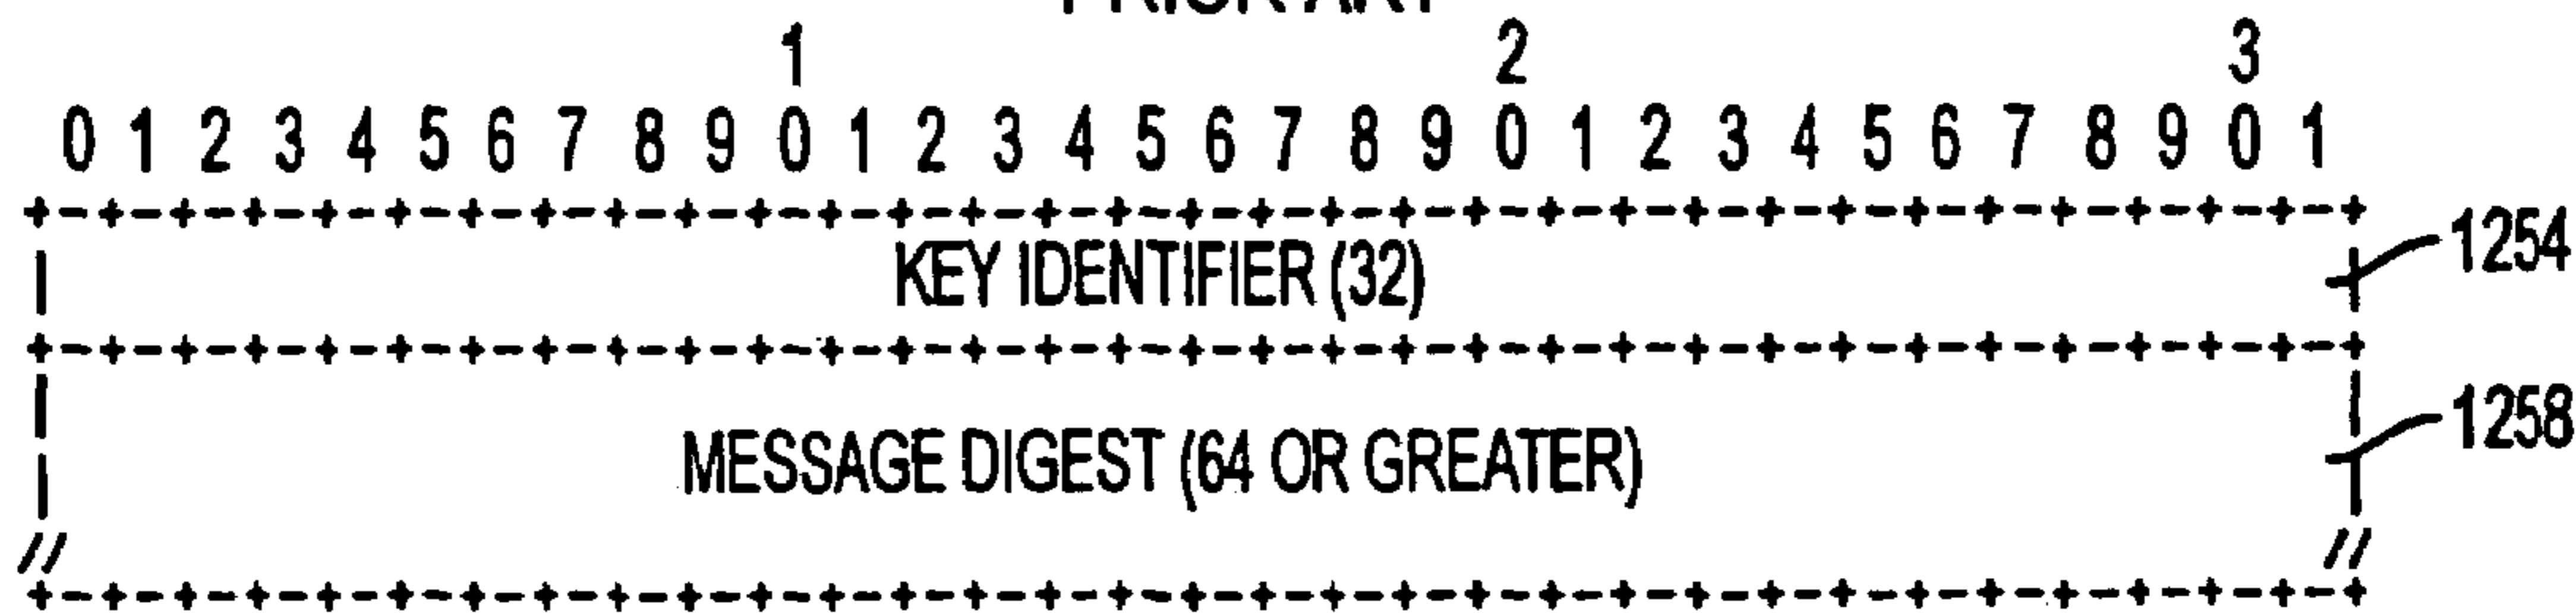 PRIOR ART
1 2 3
0 1 2 3 4 5 6 7 8 9 0 1 2 3 4 5 6 7 8 9 0 1 2 3 4 5 6 7 8 9 0 1
KEY IDENTIFIER (32)
1254
MESSAGE DIGEST (64 OR GREATER)
1258